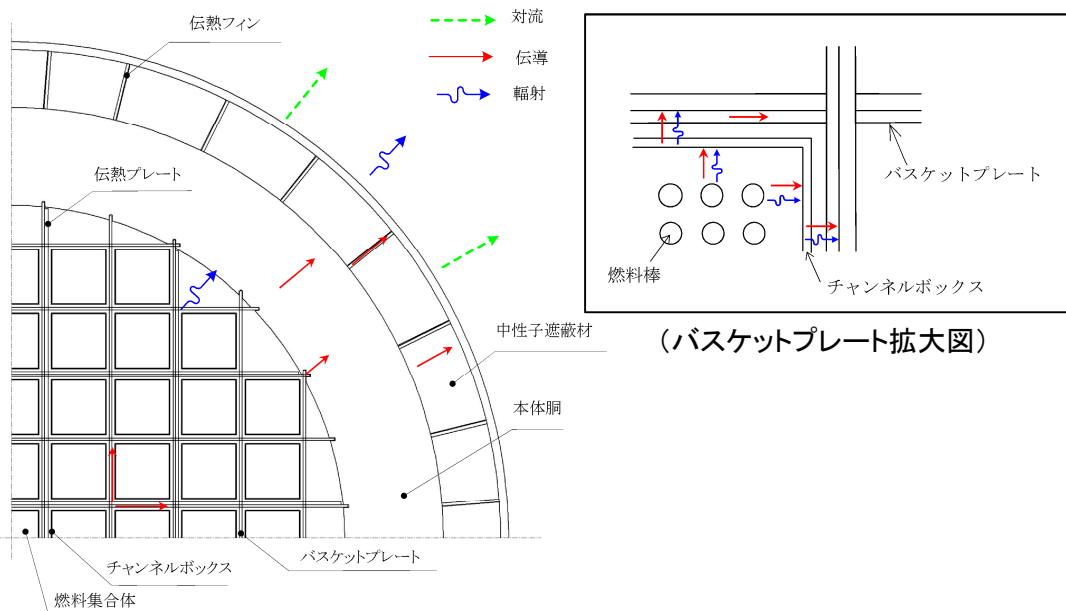 伝熱フィン
対流
伝導
輻射
伝熱プレート
中性子遮蔽材
本体胴
バスケットプレート
チャンネルボックス
燃料集合体
バスケットプレート
燃料棒
チャンネルボックス
（バスケットプレート拡大図）